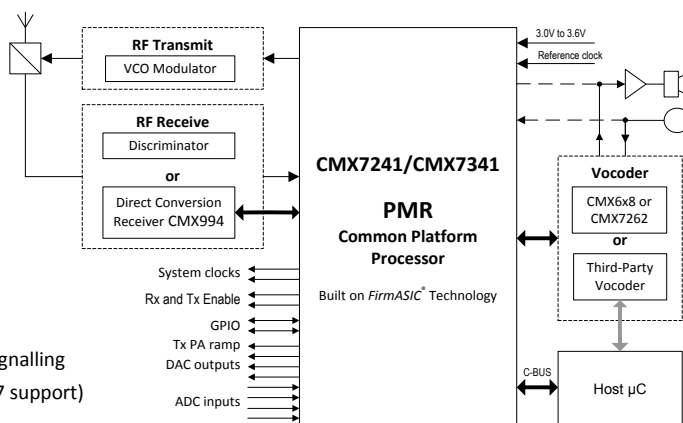 RF Transmit
VCO Modulator
RF Receive
Discriminator
or
Direct Conversion
Receiver CMX994
System clocks
Rx and Tx Enable
GPIO
Tx PA ramp
DAC outputs
ADC inputs
gnalling
7 support)
CMX7241/CMX7341
PMR
Common Platform
Processor
Built on FirmASIC® Technology
3.0V to 3.6V
Reference clock
Vocoder
CMX6x8 or
CMX7262
or
Third-Party
Vocoder
C-BUS
Host µC